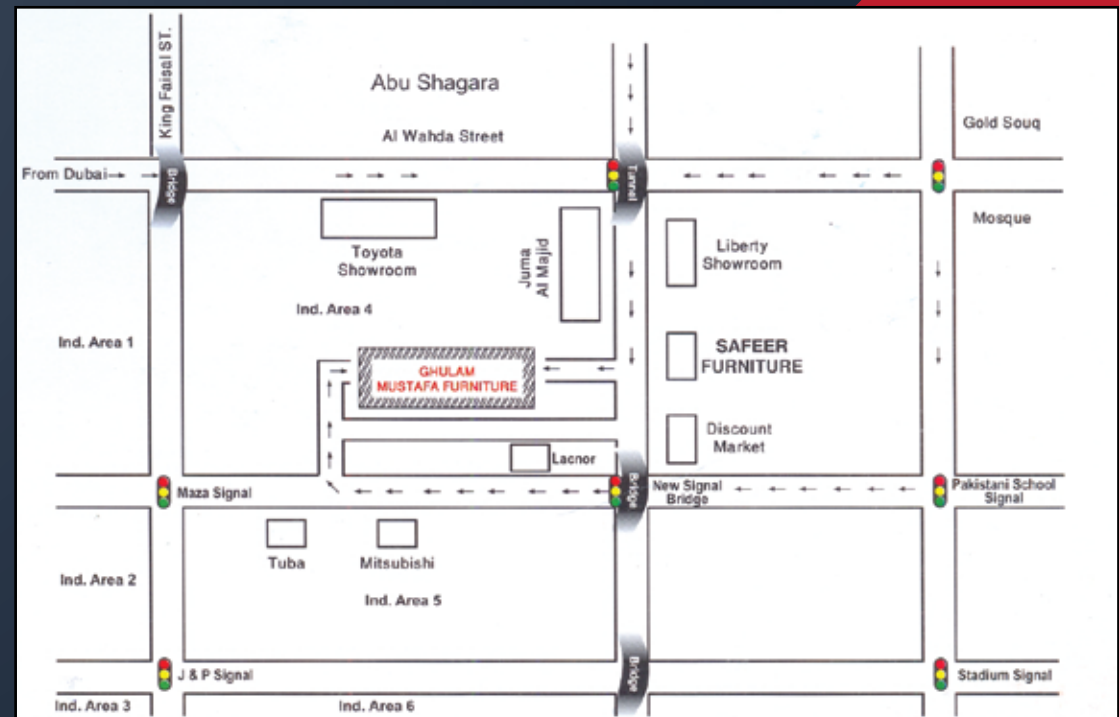 King Faisal ST.
Abu Shagara
Al Wahda Street
Gold Souq
From Dubai
Bridge
Tunnel
Mosque
Toyota
Showroom
Juma
Al Majid
Liberty
Showroom
Ind. Area 4
Ind. Area 1
GHULAM
MUSTAFA FURNITURE
SAFEER
FURNITURE
Discount
Market
Lacnor
Maza Signal
Bridge
New Signal
Bridge
Pakistani School
Signal
Tuba
Mitsubishi
Ind. Area 2
Ind. Area 5
J & P Signal
Bridge
Stadium Signal
Ind. Area 3
Ind. Area 6